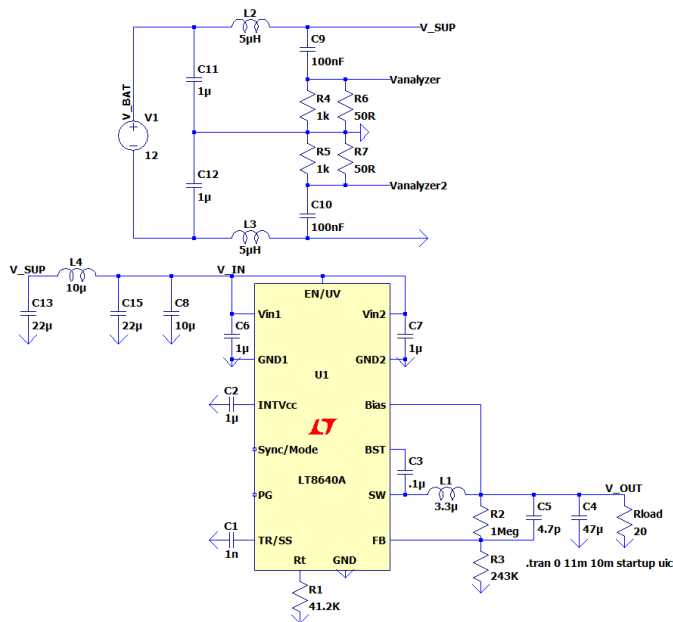 L2
5µH
V_SUP
C9
100nF
C11
1µ
Vanalyzer
V_BAT
R4
1k
R6
50R
V1
12
R5
1k
R7
50R
C12
1µ
Vanalyzer2
C10
100nF
L3
5µH
V_SUP
L4
10µ
V_IN
C13
22µ
C15
22µ
C8
10µ
EN/UV
Vin1
Vin2
C6
1µ
C7
1µ
GND1
GND2
U1
C2
1µ
INTVcc
Bias
Sync/Mode
BST
C3
.1µ
LT8640A
PG
SW
L1
3.3µ
V_OUT
R2
1Meg
C5
4.7p
C4
47µ
Rload
20
C1
1n
TR/SS
FB
Rt
GND
R3
243K
.tran 0 11m 10m startup uic
R1
41.2K